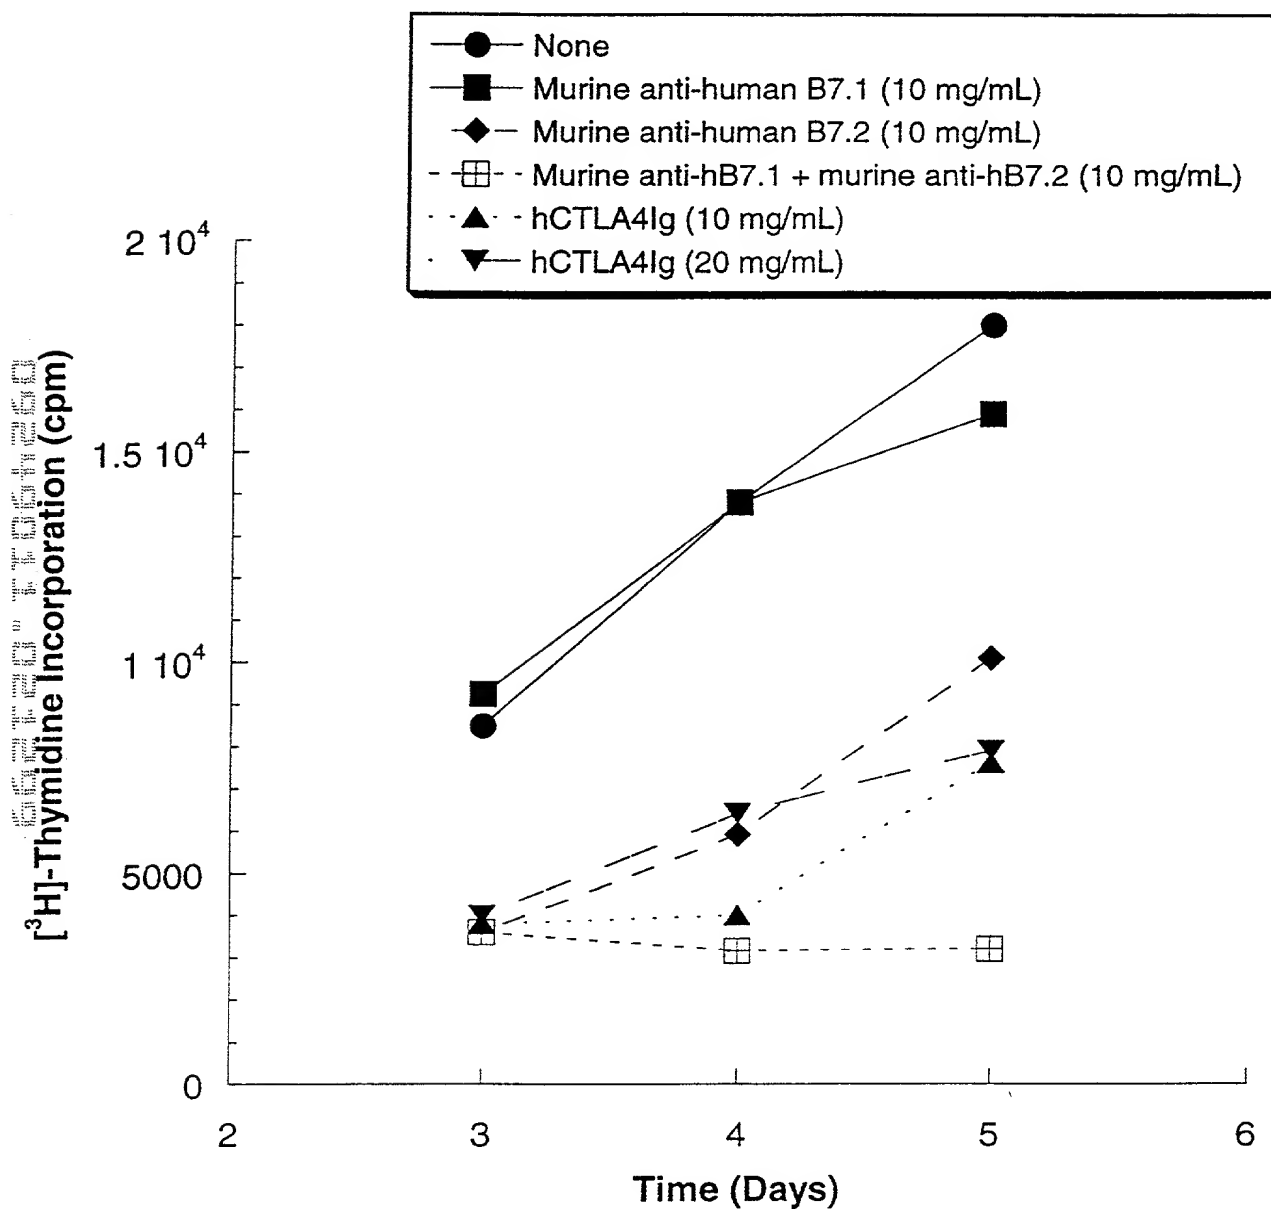 None
Murine anti-human B7.1 (10 mg/mL)
Murine anti-human B7.2 (10 mg/mL)
Murine anti-hB7.1 + murine anti-hB7.2 (10 mg/mL)
hCTLA4Ig (10 mg/mL)
hCTLA4Ig (20 mg/mL)
2 10⁴
1.5 10⁴
1 10⁴
5000
0
[³H]-Thymidine Incorporation (cpm)
2 3 4 5 6
Time (Days)